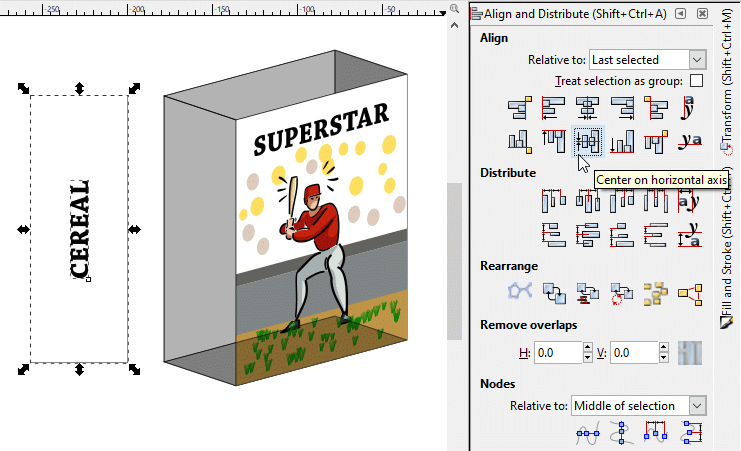 -250
-200
-150
-100
-50
CEREAL
SUPERSTAR
Align and Distribute (Shift+Ctrl+A)
Align
Relative to: Last selected
Treat selection as group:
Center on horizontal axis
Distribute
Rearrange
Remove overlaps
H: 0.0 V: 0.0
Nodes
Relative to: Middle of selection
Transform (Shift+Ctrl+M)
Fill and Stroke (Shift+Ctrl+